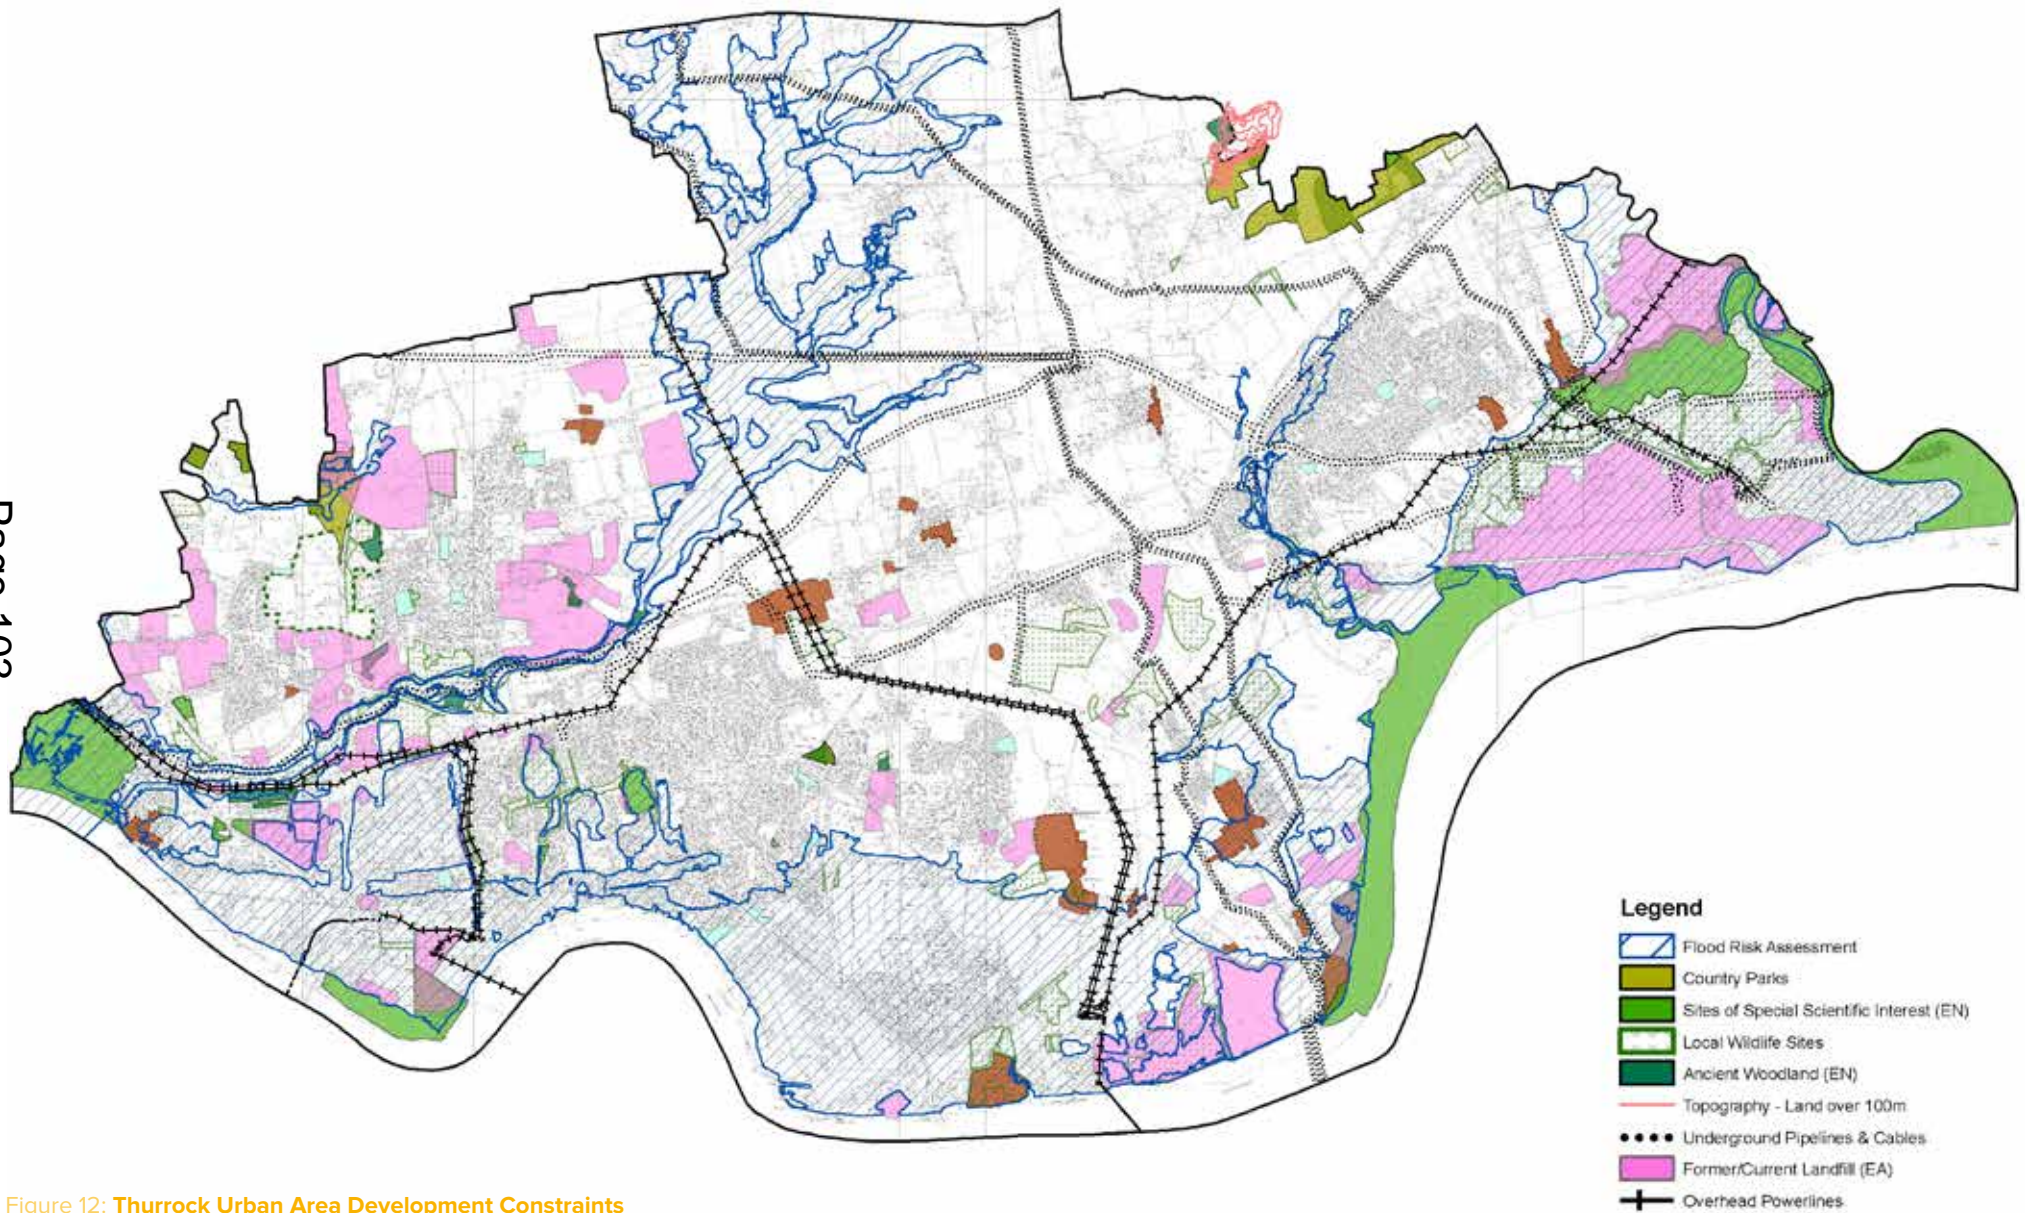 Page 103
Legend
Flood Risk Assessment
Country Parks
Sites of Special Scientific Interest (EN)
Local Wildlife Sites
Ancient Woodland (EN)
Topography - Land over 100m
Underground Pipelines & Cables
Former/Current Landfill (EA)
Overhead Powerlines
Figure 12: Thurrock Urban Area Development Constraints